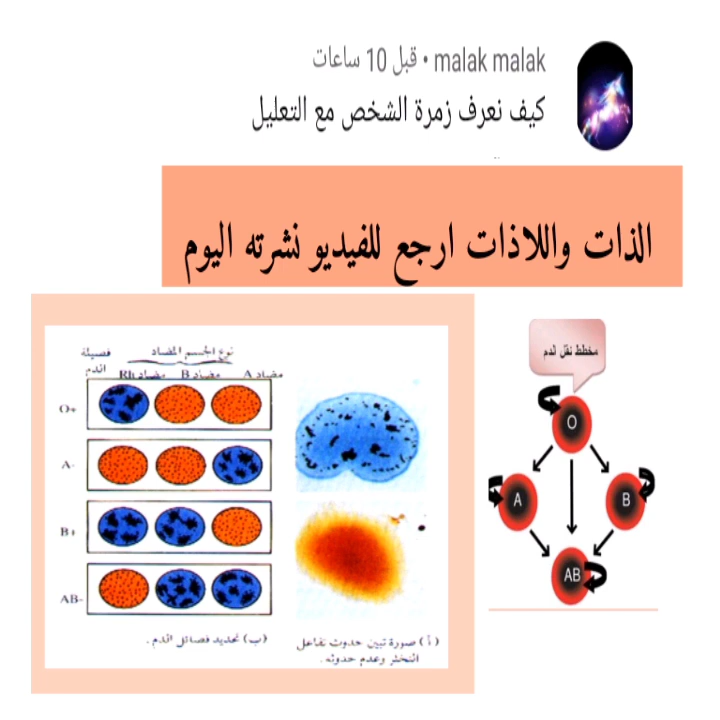 malak malak • قبل 10 ساعات
كيف نعرف زمرة الشخص مع التعليل
الذات واللاذات ارجع للفيديو نشرته اليوم
مخطط نقل لدم
فصيلة الدم
نوع الجسم المضاد
مضاد A
مضاد B
مضاد Rh
O+
A-
B+
AB-
(أ) صورة تبين حدوث تفاعل
التخثر وعدم حدوثه.
(ب) تحديد فصائل الدم.
O
A
B
AB